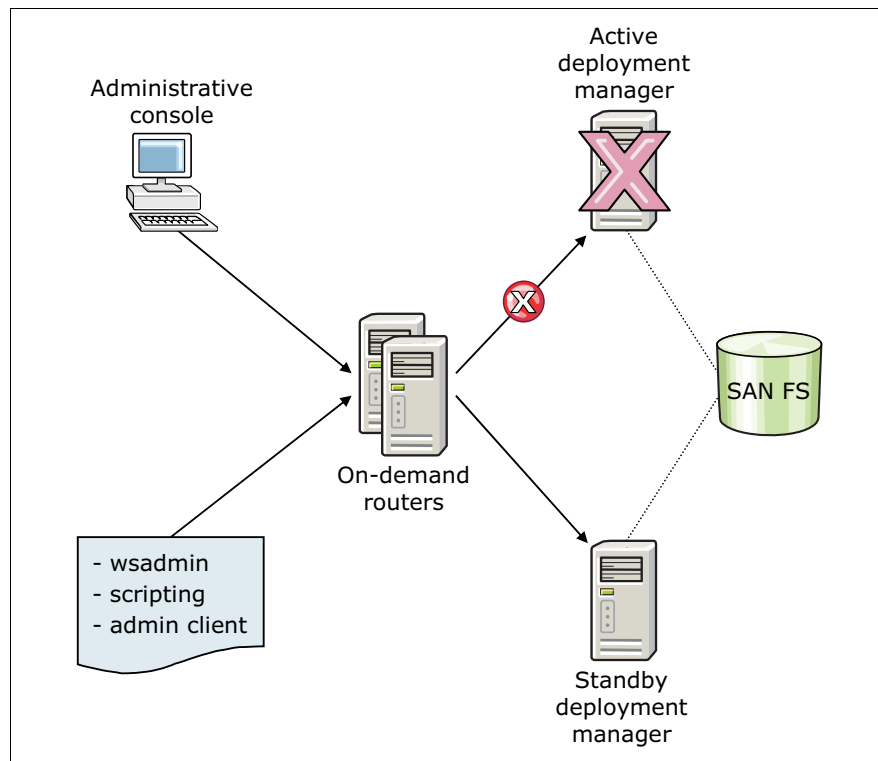 Active
deployment
manager
Administrative
console
X
X
SAN FS
On-demand
routers
- wsadmin
- scripting
- admin client
Standby
deployment
manager